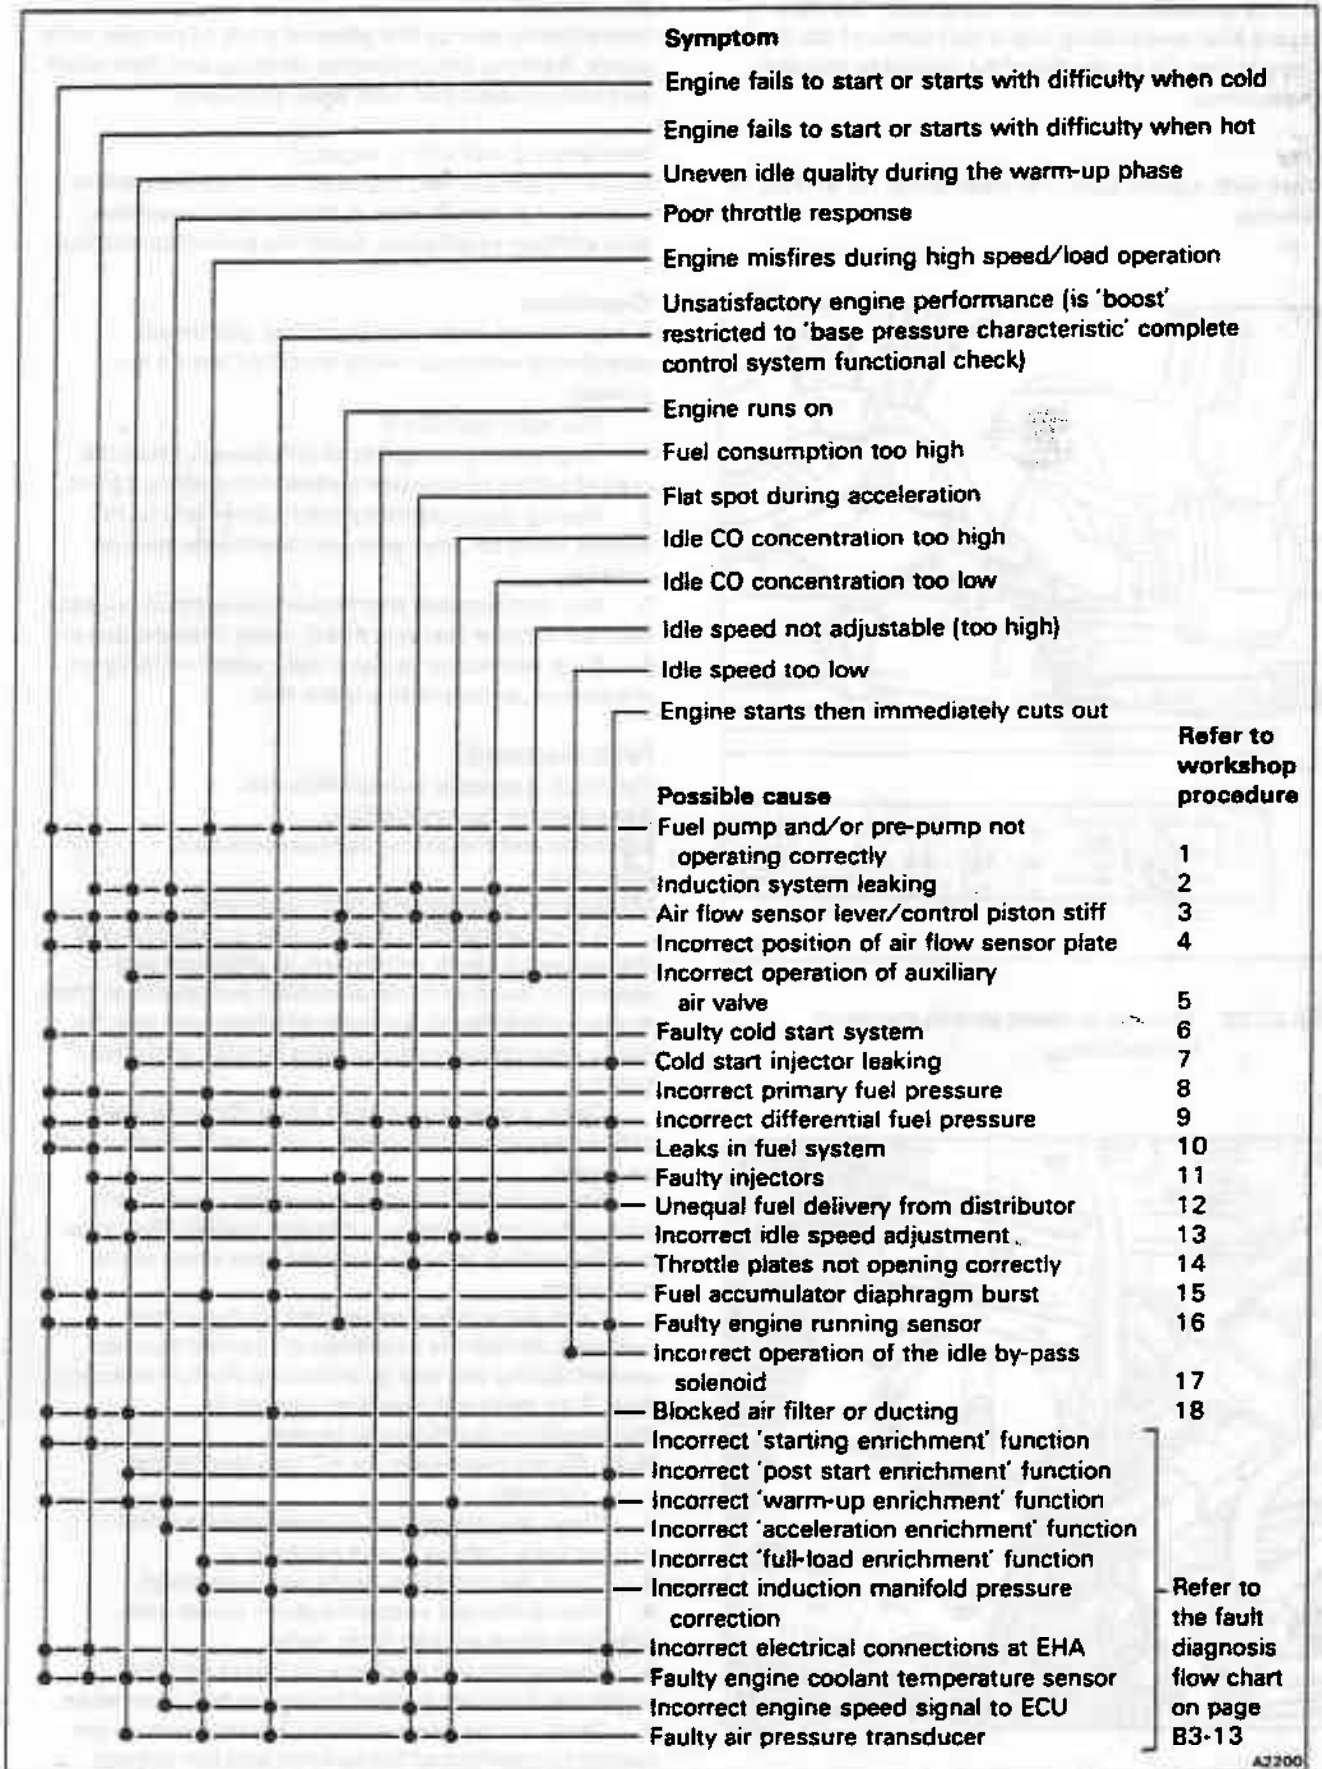 Symptom
Engine fails to start or starts with difficulty when cold
Engine fails to start or starts with difficulty when hot
Uneven idle quality during the warm-up phase
Poor throttle response
Engine misfires during high speed/load operation
Unsatisfactory engine performance (is 'boost'
restricted to 'base pressure characteristic' complete
control system functional check)
Engine runs on
Fuel consumption too high
Flat spot during acceleration
Idle CO concentration too high
Idle CO concentration too low
Idle speed not adjustable (too high)
Idle speed too low
Engine starts then immediately cuts out
Refer to
workshop
Possible cause procedure
Fuel pump and/or pre-pump not
operating correctly 1
Induction system leaking 2
Air flow sensor lever/control piston stiff 3
Incorrect position of air flow sensor plate 4
Incorrect operation of auxiliary
air valve 5
Faulty cold start system 6
Cold start injector leaking 7
Incorrect primary fuel pressure 8
Incorrect differential fuel pressure 9
Leaks in fuel system 10
Faulty injectors 11
Unequal fuel delivery from distributor 12
Incorrect idle speed adjustment 13
Throttle plates not opening correctly 14
Fuel accumulator diaphragm burst 15
Faulty engine running sensor 16
Incorrect operation of the idle by-pass
solenoid 17
Blocked air filter or ducting 18
Incorrect 'starting enrichment' function
Incorrect 'post start enrichment' function
Incorrect 'warm-up enrichment' function
Incorrect 'acceleration enrichment' function
Incorrect 'full-load enrichment' function
Incorrect induction manifold pressure Refer to
correction the fault
Incorrect electrical connections at EHA diagnosis
Faulty engine coolant temperature sensor flow chart
Incorrect engine speed signal to ECU on page
Faulty air pressure transducer B3-13
A2200